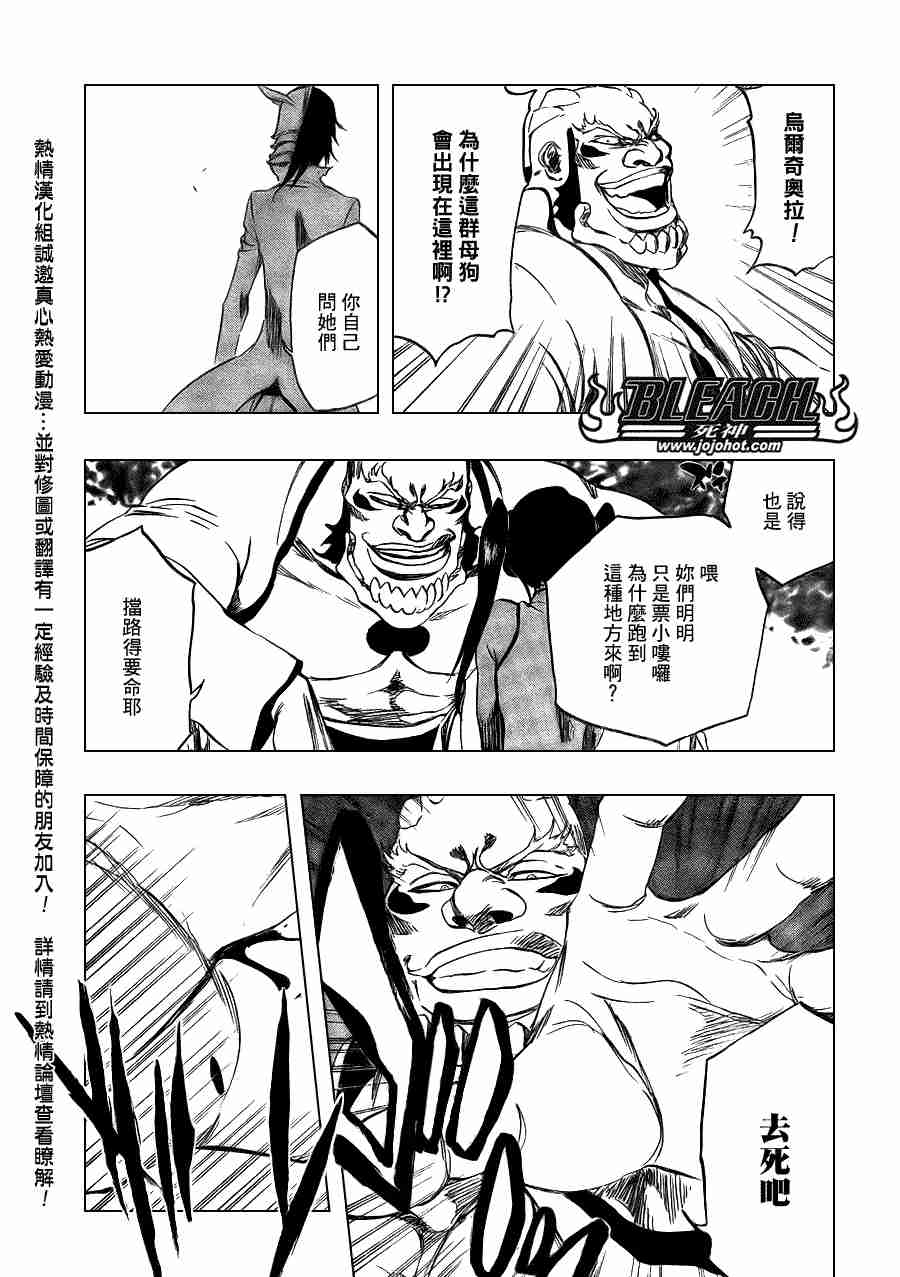 烏爾奇奧拉！
為什麼這群母狗
會出現在這裡啊!?
你自己
問她們
BLEACH
死神
www.jojohot.com
說得
也是
喂
妳們明明
只是票小嘍囉
為什麼跑到
這種地方來啊？
擋路得要命耶
去死吧
熱情漢化組誠邀真心熱愛動漫…並對修圖或翻譯有一定經驗及時間保障的朋友加入！ 詳情請到熱情論壇查看瞭解！